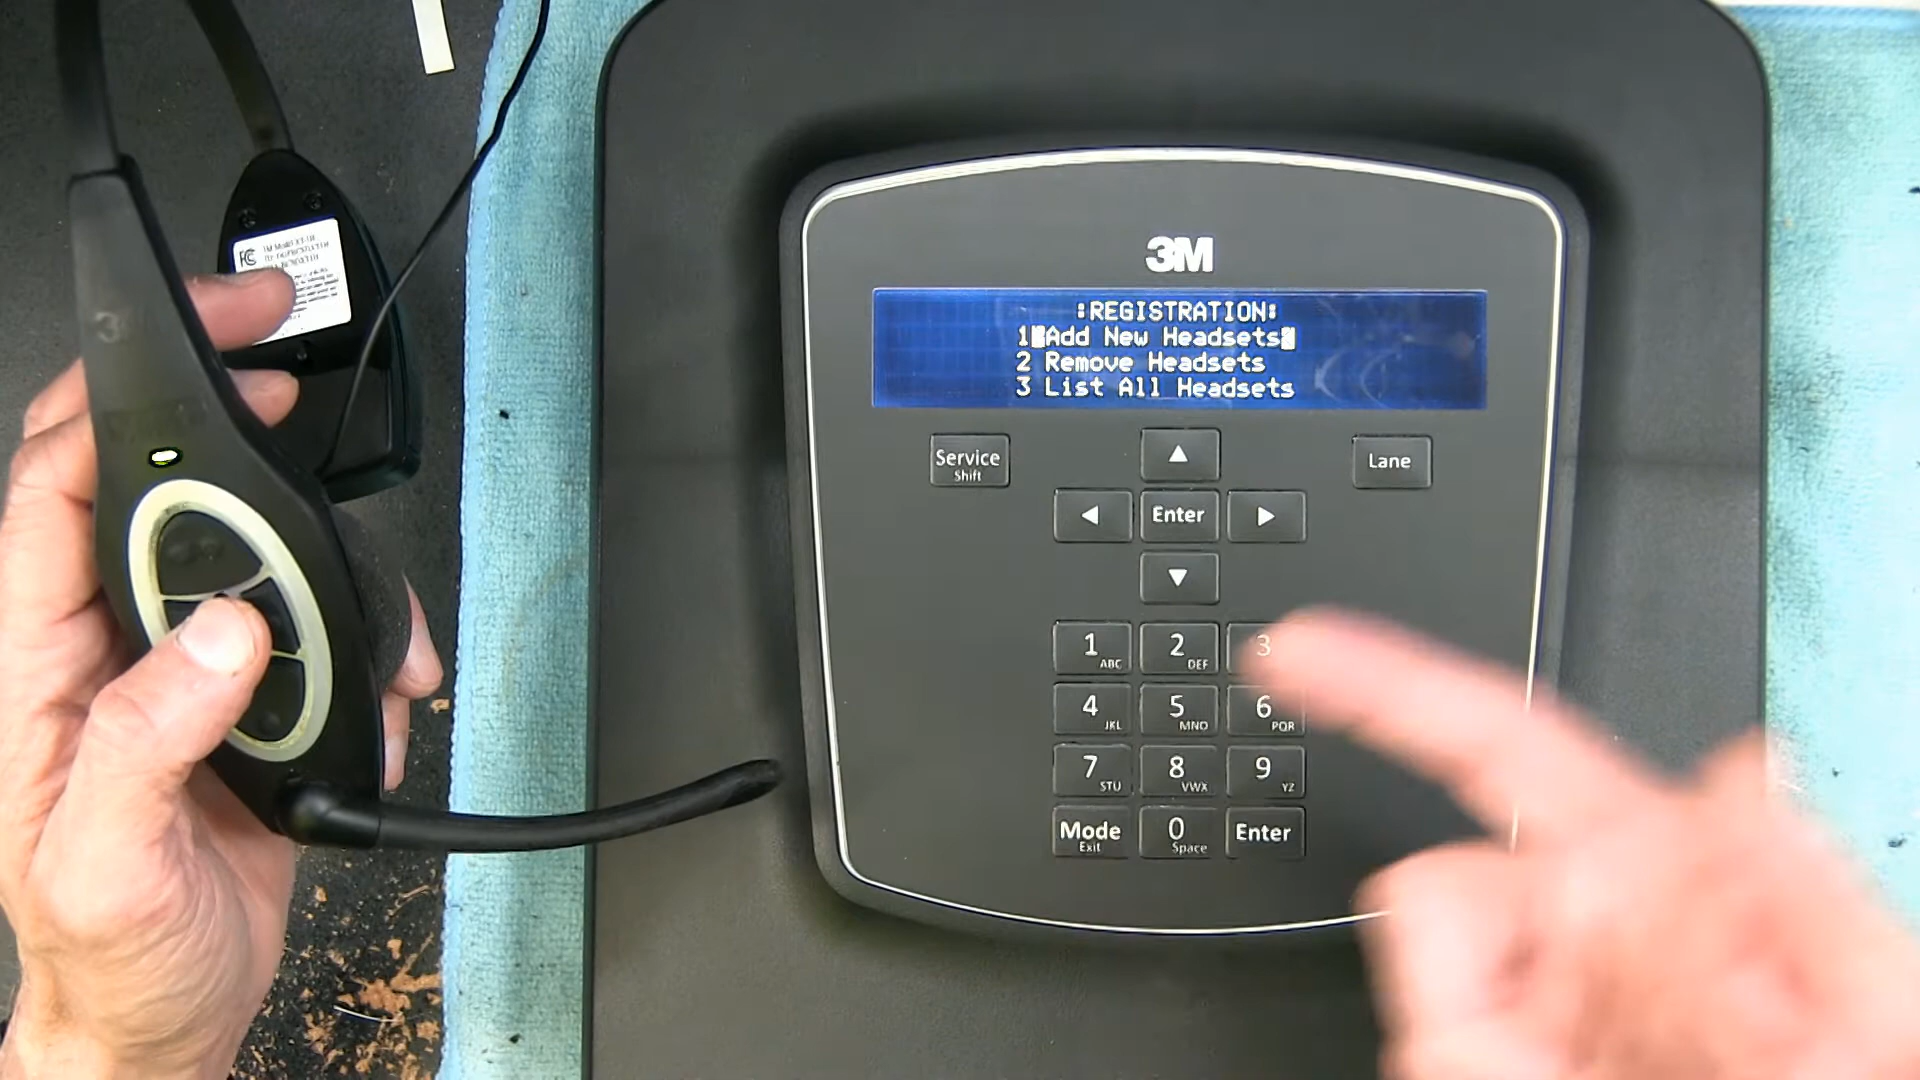 3M
:REGISTRATION:
1 Add New Headsets
2 Remove Headsets
3 List All Headsets
Service
Shift
Lane
Enter
1 ABC
2 DEF
3
4 JKL
5 MNO
6 PQR
7 STU
8 VWX
9 YZ
Mode
Exit
0
Space
Enter
FC